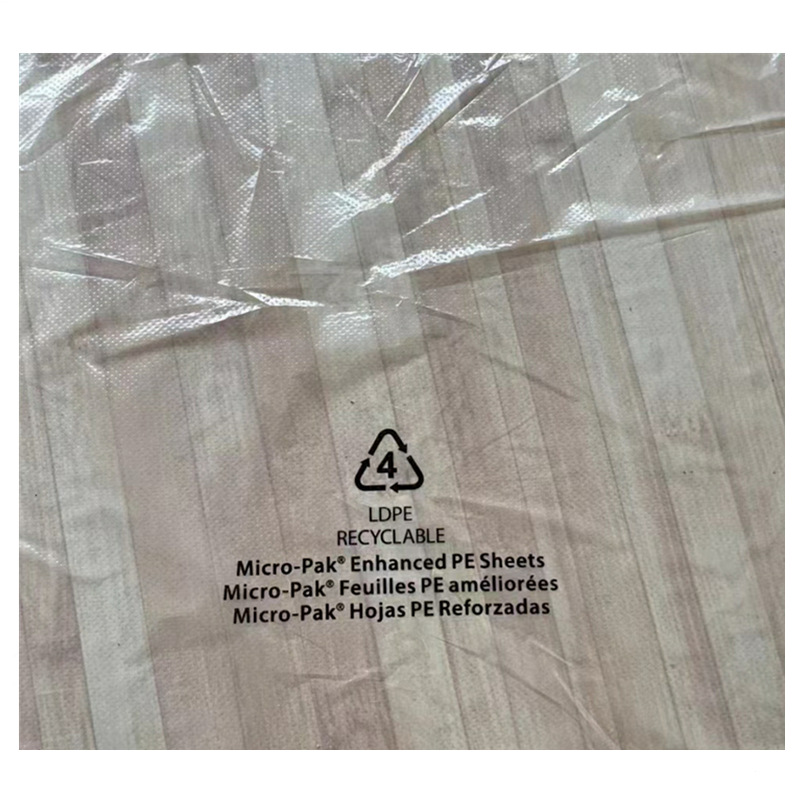 4
LDPE
RECYCLABLE
Micro-Pak® Enhanced PE Sheets
Micro-Pak® Feuilles PE améliorées
Micro-Pak® Hojas PE Reforzadas